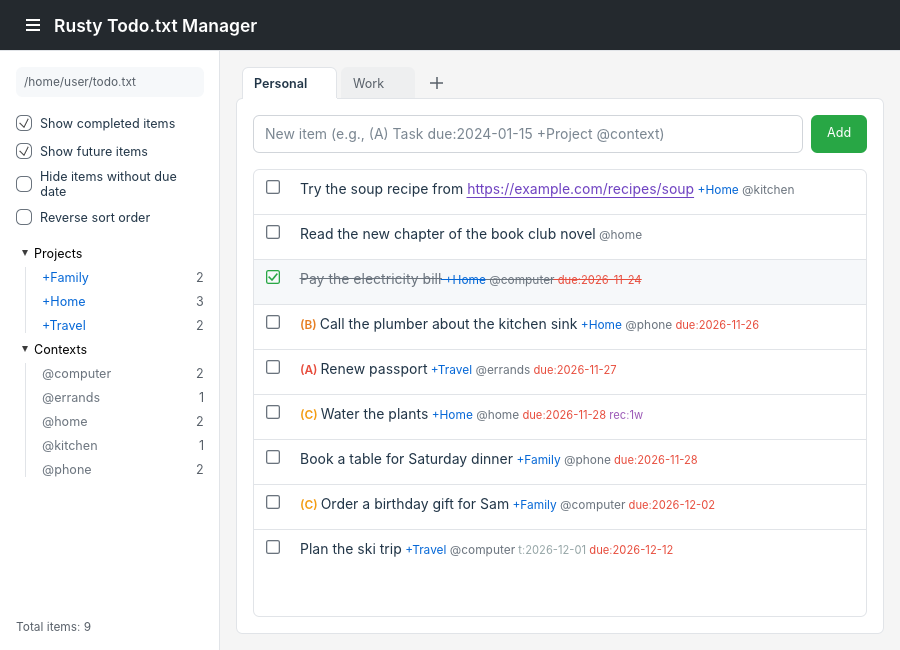 Rusty Todo.txt Manager
/home/user/todo.txt
Show completed items
Show future items
Hide items without due
date
Reverse sort order
Projects
+Family 2
+Home 3
+Travel 2
Contexts
@computer 2
@errands 1
@home 2
@kitchen 1
@phone 2
Total items: 9
Personal Work
New item (e.g., (A) Task due:2024-01-15 +Project @context) Add
Try the soup recipe from https://example.com/recipes/soup +Home @kitchen
Read the new chapter of the book club novel @home
Pay the electricity bill +Home @computer due:2026-11-24
(B) Call the plumber about the kitchen sink +Home @phone due:2026-11-26
(A) Renew passport +Travel @errands due:2026-11-27
(C) Water the plants +Home @home due:2026-11-28 rec:1w
Book a table for Saturday dinner +Family @phone due:2026-11-28
(C) Order a birthday gift for Sam +Family @computer due:2026-12-02
Plan the ski trip +Travel @computer t:2026-12-01 due:2026-12-12